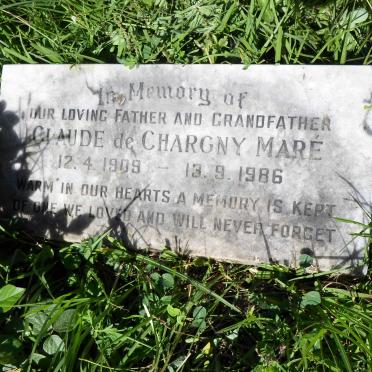 In Memory of
OUR LOVING FATHER AND GRANDFATHER
CLAUDE de CHARGNY MARÉ
12.4.1909 — 13.9.1986
WARM IN OUR HEARTS A MEMORY IS KEPT
OF ONE WE LOVED AND WILL NEVER FORGET